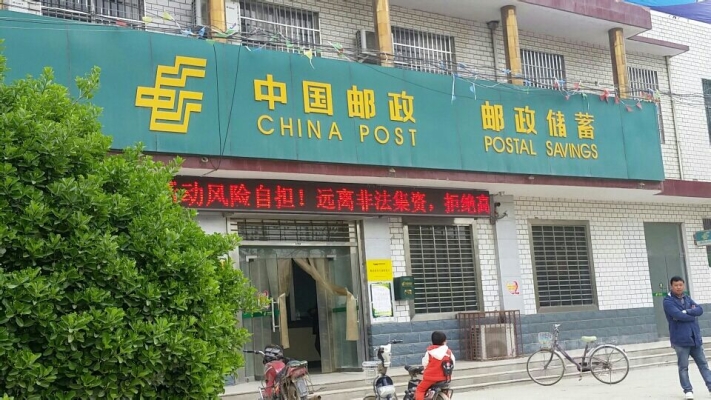 中国邮政 邮政储蓄
CHINA POST POSTAL SAVINGS
动风险自担！远离非法集资，拒绝高